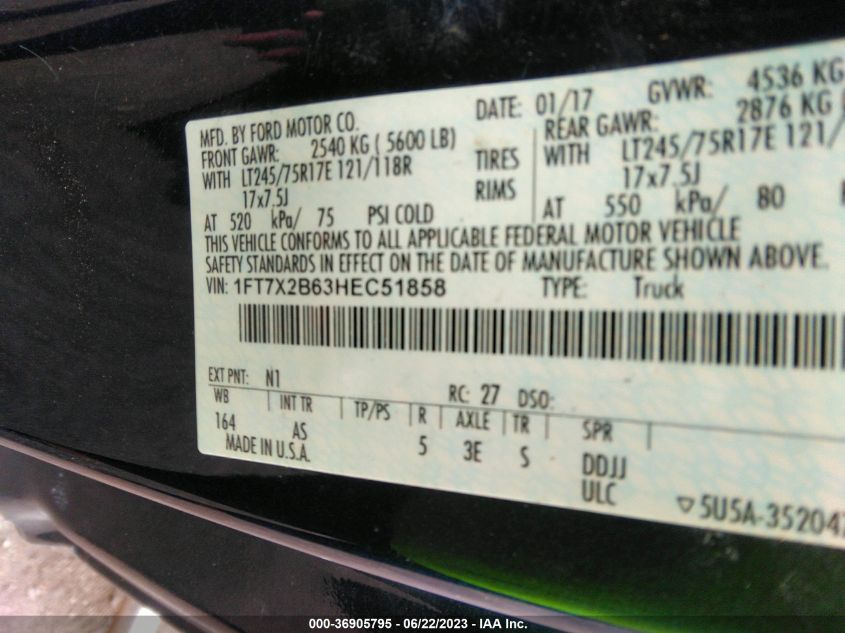 MFD. BY FORD MOTOR CO.
DATE: 01/17 GVWR: 4536 KG
FRONT GAWR: 2540 KG ( 5600 LB)
REAR GAWR: 2876 KG
WITH LT245/75R17E 121/118R TIRES
WITH LT245/75R17E 121/
17x7.5J RIMS
17x7.5J
AT 520 kPa/ 75 PSI COLD
AT 550 kPa/ 80
THIS VEHICLE CONFORMS TO ALL APPLICABLE FEDERAL MOTOR VEHICLE
SAFETY STANDARDS IN EFFECT ON THE DATE OF MANUFACTURE SHOWN ABOVE.
VIN: 1FT7X2B63HEC51858 TYPE: Truck
EXT PNT: N1 RC: 27 DSO:
WB INT TR TP/PS R AXLE TR SPR
164 AS 5 3E S DDJJ
MADE IN U.S.A. ULC
5U5A-35204
000-36905795 - 06/22/2023 - IAA Inc.